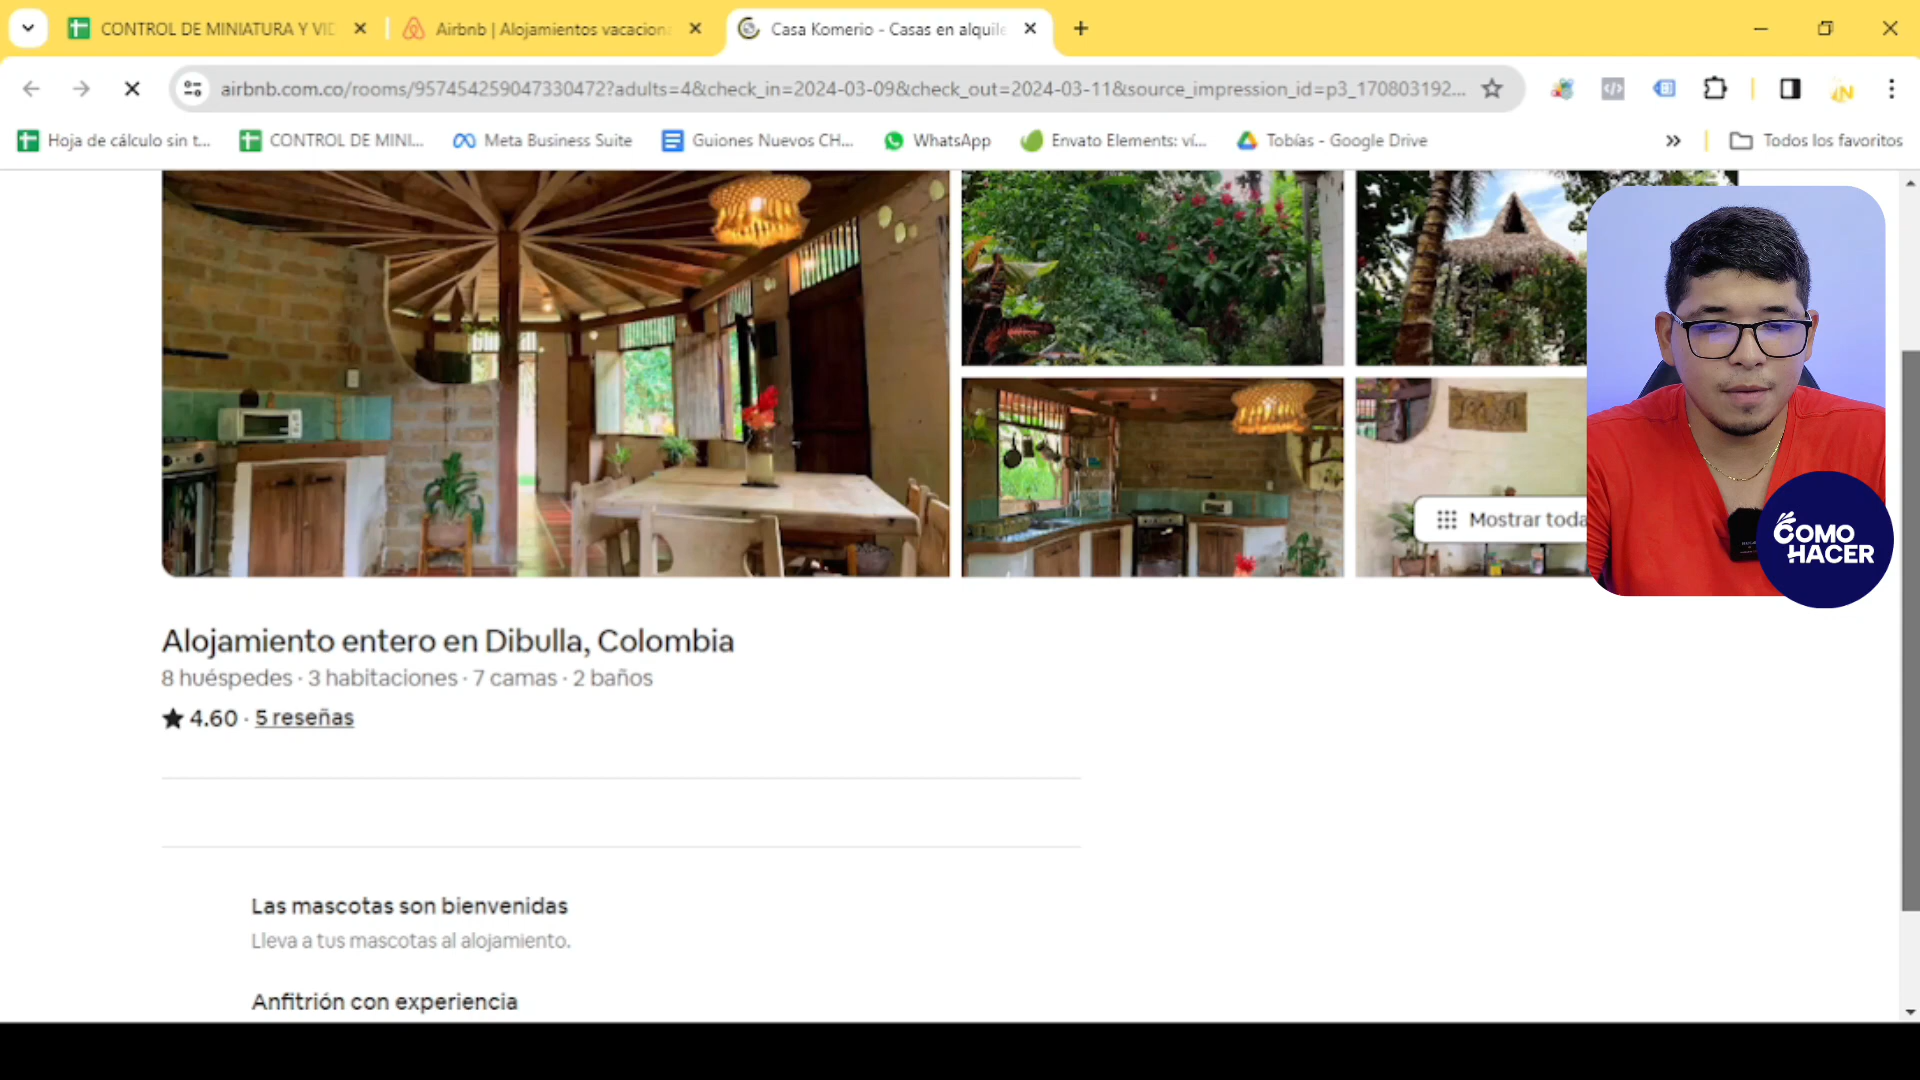 CONTROL DE MINIATURA Y VID
Airbnb | Alojamientos vacacion
Casa Komerio - Casas en alquile
airbnb.com.co/rooms/957454259047330472?adults=4&check_in=2024-03-09&check_out=2024-03-11&source_impression_id=p3_170803192...
Hoja de cálculo sin t...
CONTROL DE MINI...
Meta Business Suite
Guiones Nuevos CH...
WhatsApp
Envato Elements: ví...
Tobías - Google Drive
Todos los favoritos
Mostrar toda
COMO
HACER
Alojamiento entero en Dibulla, Colombia
8 huéspedes · 3 habitaciones · 7 camas · 2 baños
4.60 · 5 reseñas
Las mascotas son bienvenidas
Lleva a tus mascotas al alojamiento.
Anfitrión con experiencia